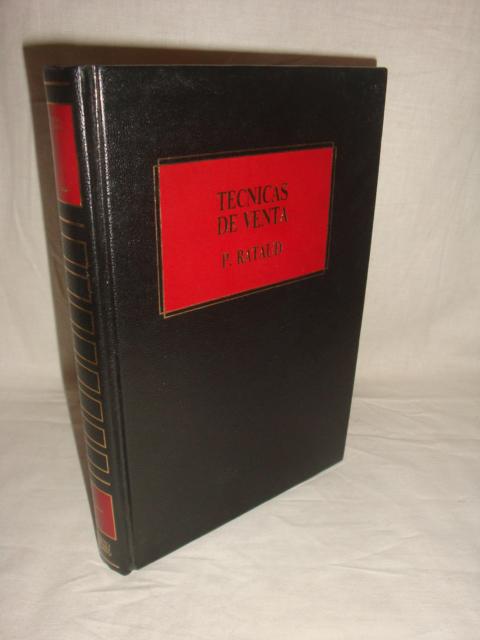 TECNICAS
DE VENTA
P. RATAUD